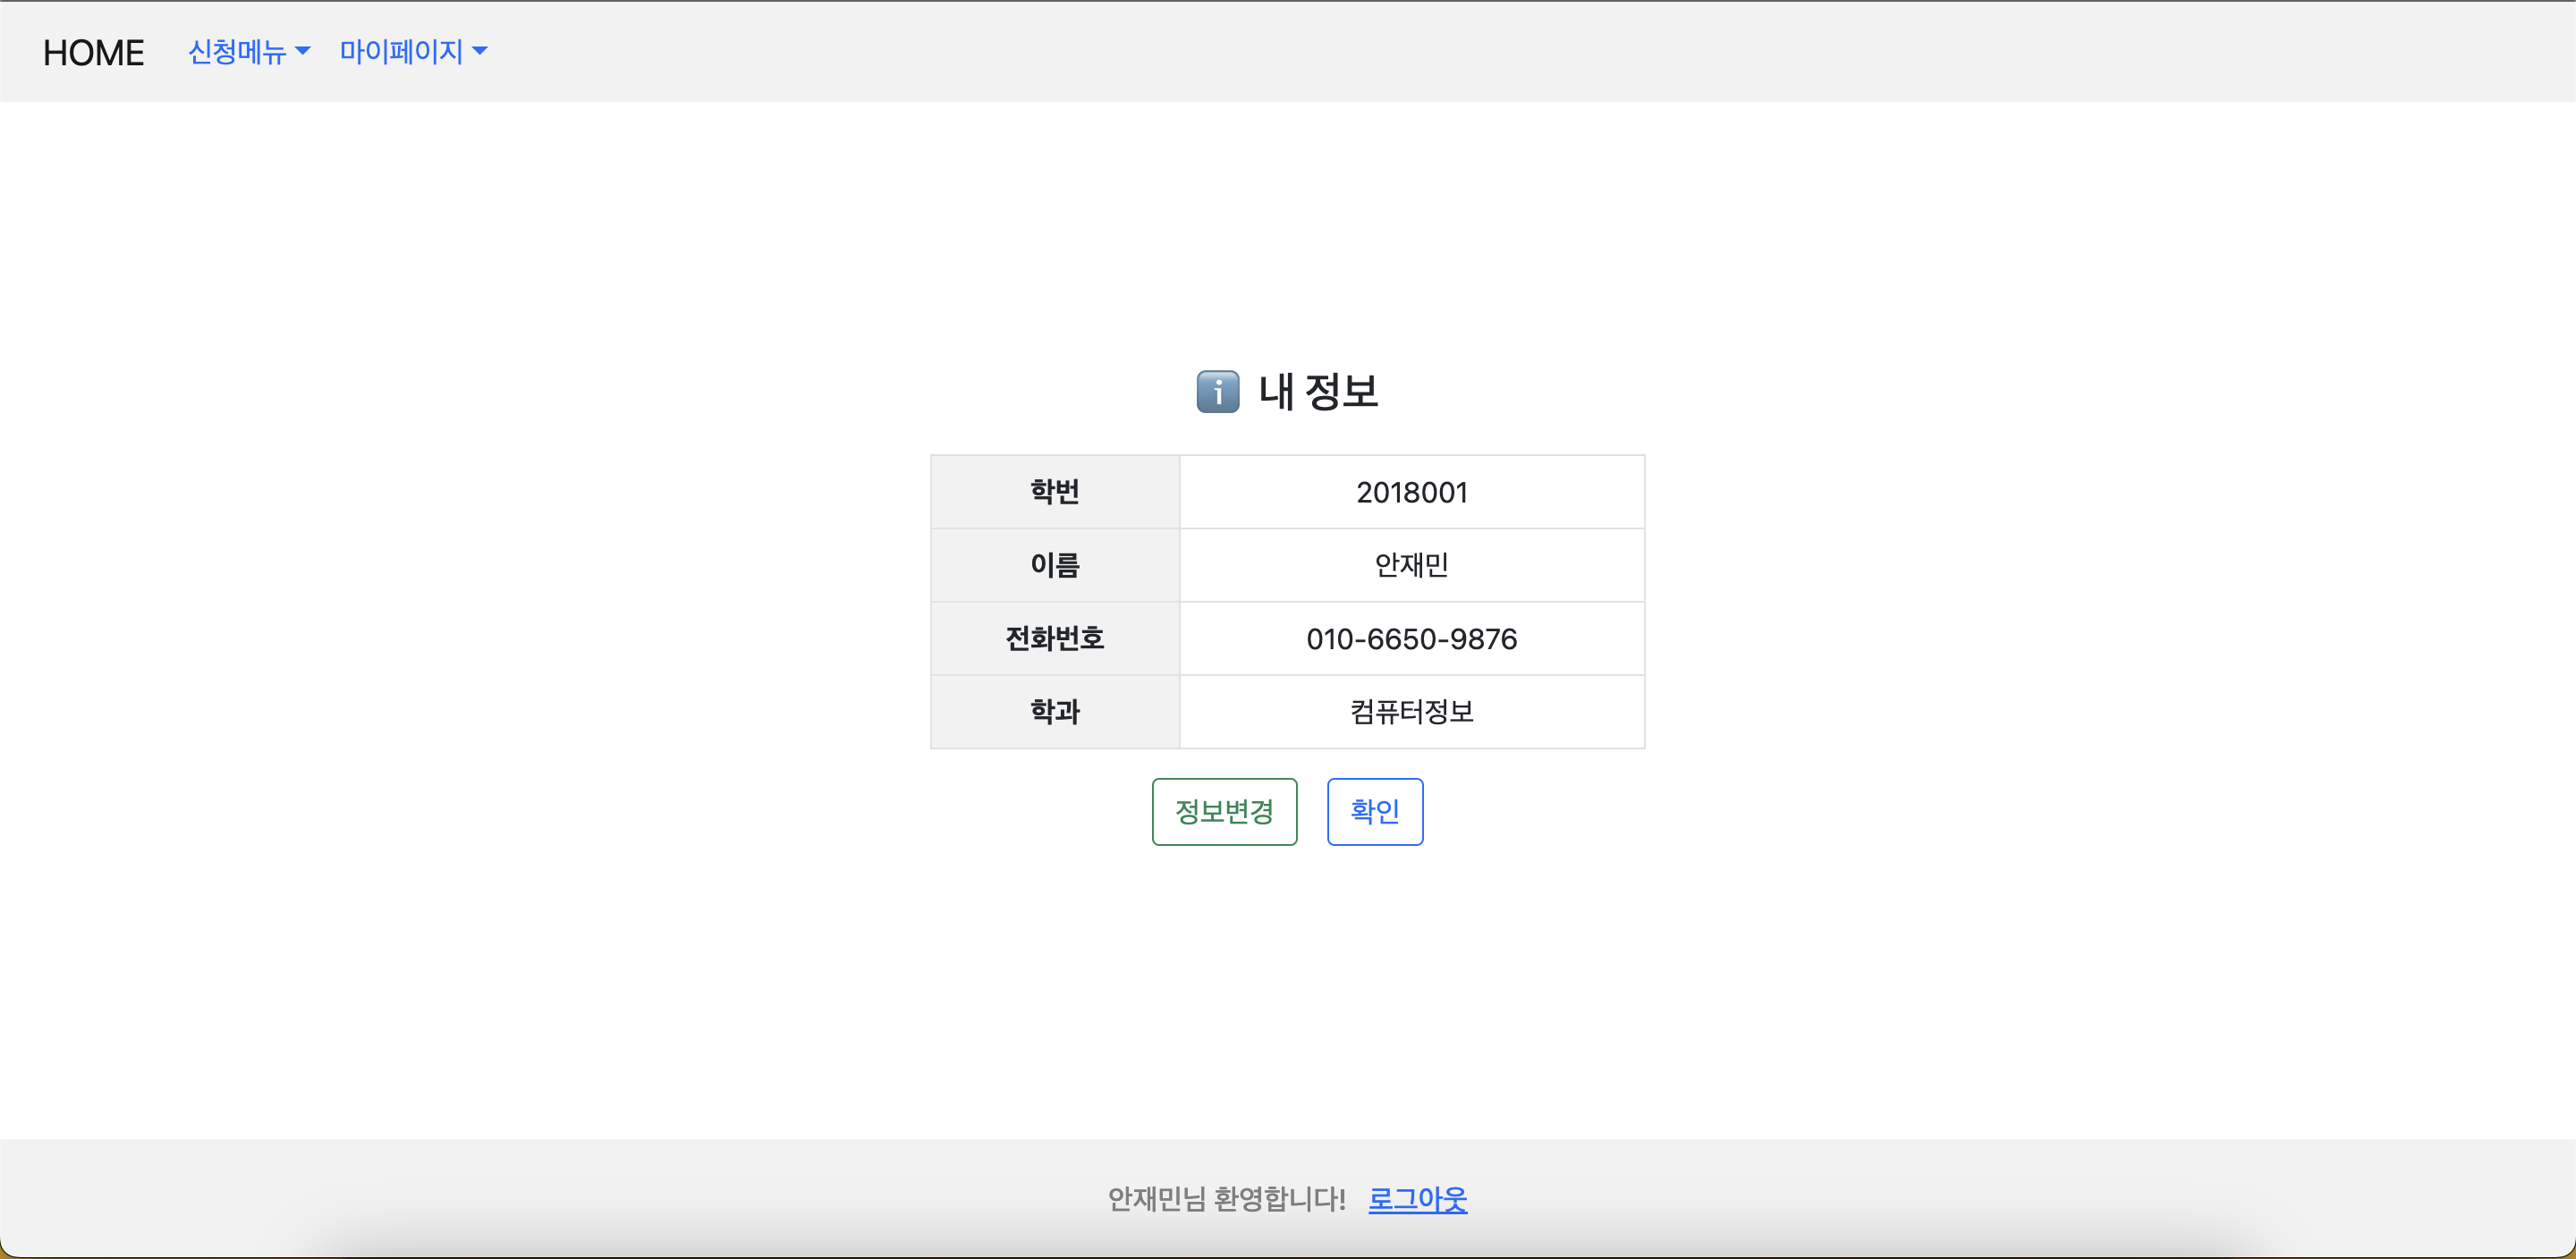 HOME 신청메뉴 마이페이지
ℹ️ 내 정보
학번 2018001
이름 안재민
전화번호 010-6650-9876
학과 컴퓨터정보
정보변경 확인
안재민님 환영합니다! 로그아웃